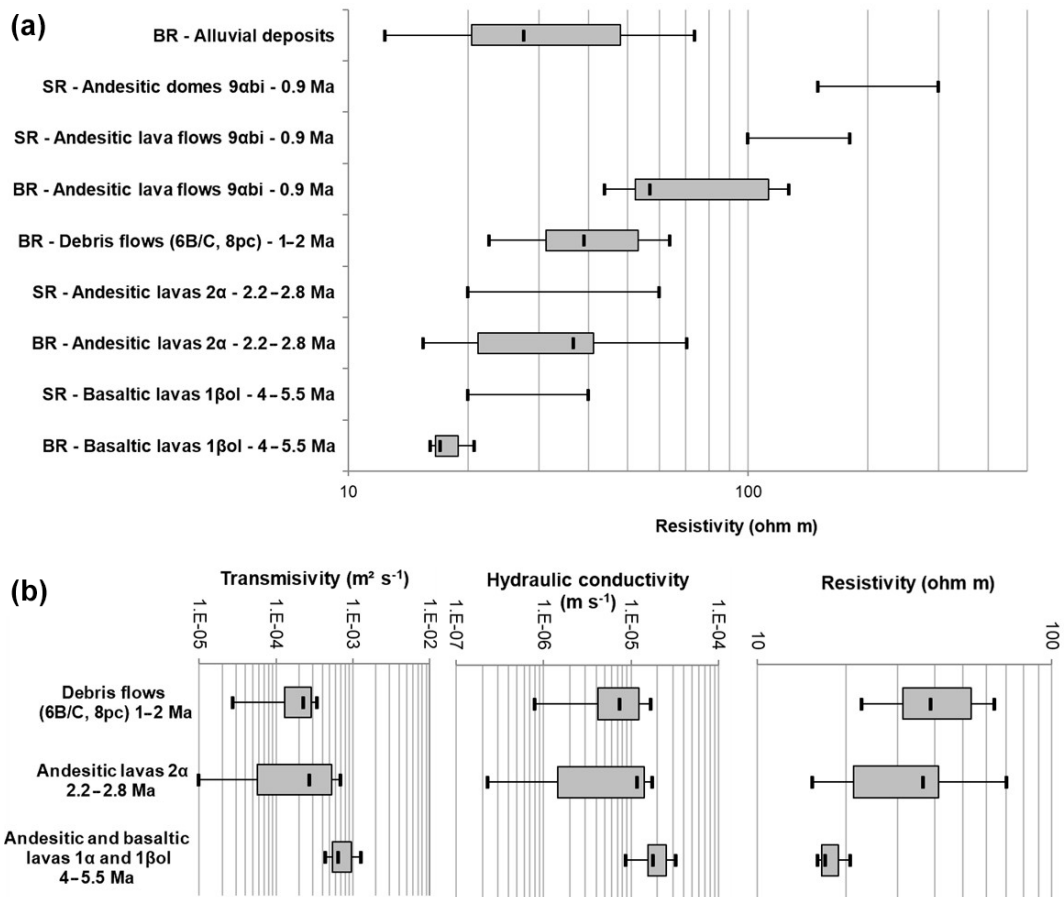 (a)
BR - Alluvial deposits
SR - Andesitic domes 9αbi - 0.9 Ma
SR - Andesitic lava flows 9αbi - 0.9 Ma
BR - Andesitic lava flows 9αbi - 0.9 Ma
BR - Debris flows (6B/C, 8pc) - 1–2 Ma
SR - Andesitic lavas 2α - 2.2–2.8 Ma
BR - Andesitic lavas 2α - 2.2–2.8 Ma
SR - Basaltic lavas 1βol - 4–5.5 Ma
BR - Basaltic lavas 1βol - 4–5.5 Ma
10
100
Resistivity (ohm m)
(b)
Transmisivity (m² s⁻¹)
1.E-05
1.E-04
1.E-03
1.E-02
Hydraulic conductivity
(m s⁻¹)
1.E-07
1.E-06
1.E-05
1.E-04
Resistivity (ohm m)
10
100
Debris flows
(6B/C, 8pc) 1–2 Ma
Andesitic lavas 2α
2.2–2.8 Ma
Andesitic and basaltic
lavas 1α and 1βol
4–5.5 Ma